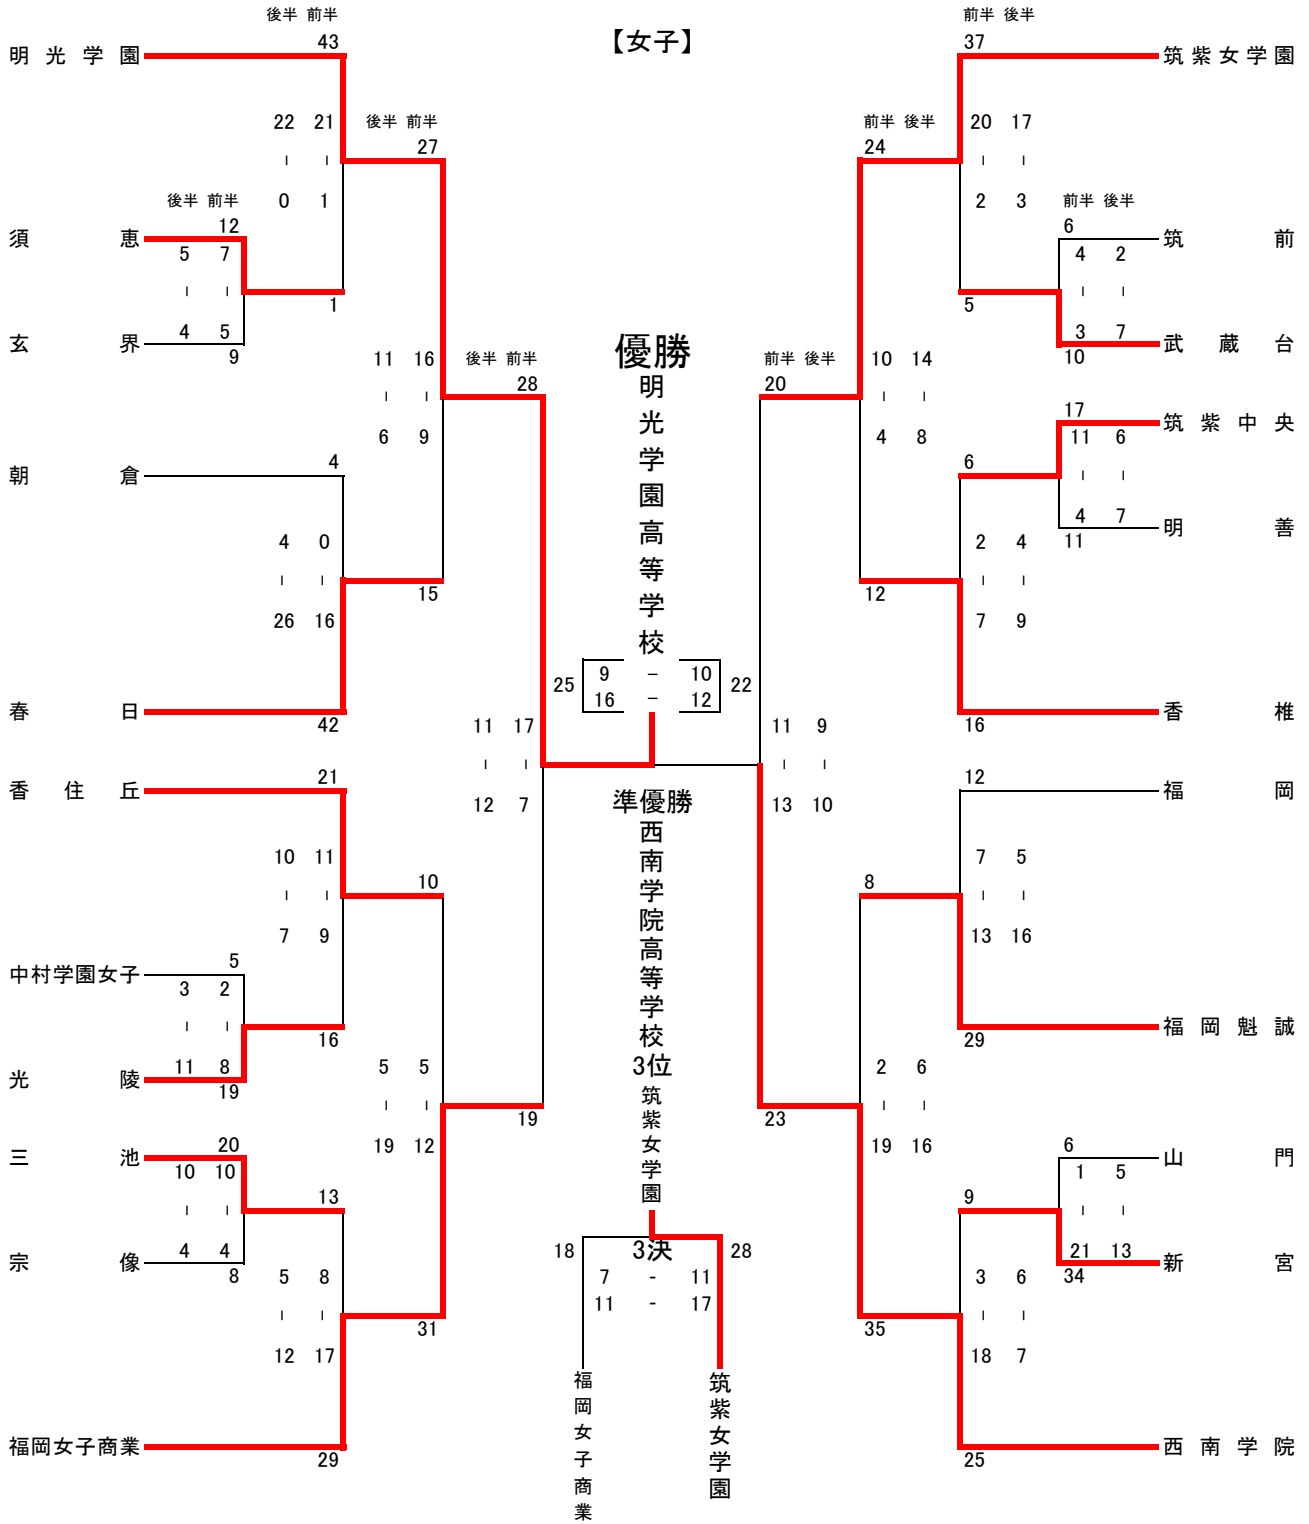 【女子】
後半 前半
43
明光学園
22 21
- -
0 1
後半 前半
27
後半 前半
12
須恵
5 7
- -
4 5
玄界
9
1
11 16
- -
6 9
後半 前半
28
朝倉
4
4 0
- -
26 16
15
春日
42
11 17
- -
12 7
香住丘
21
10 11
- -
7 9
10
中村学園女子
5
3 2
- -
11 8
光陵
19
16
5 5
- -
19 12
19
三池
20
10 10
- -
4 4
宗像
8
13
5 8
- -
12 17
31
福岡女子商業
29
優勝
明光学園高等学校
25
9 - 10
16 - 12
22
準優勝
西南学院高等学校
3位
筑紫女学園
3決
18
7 - 11
11 - 17
28
福岡女子商業
筑紫女学園
前半 後半
37
筑紫女学園
前半 後半
24
20 17
- -
2 3
前半 後半
6
筑前
4 2
- -
3 7
武蔵台
10
5
前半 後半
20
10 14
- -
4 8
17
筑紫中央
11 6
- -
4 7
明善
11
6
2 4
- -
7 9
12
香椎
16
11 9
- -
13 10
12
福岡
7 5
- -
13 16
8
福岡魁誠
29
2 6
- -
19 16
23
6
山門
1 5
- -
21 13
新宮
34
9
3 6
- -
18 7
35
西南学院
25